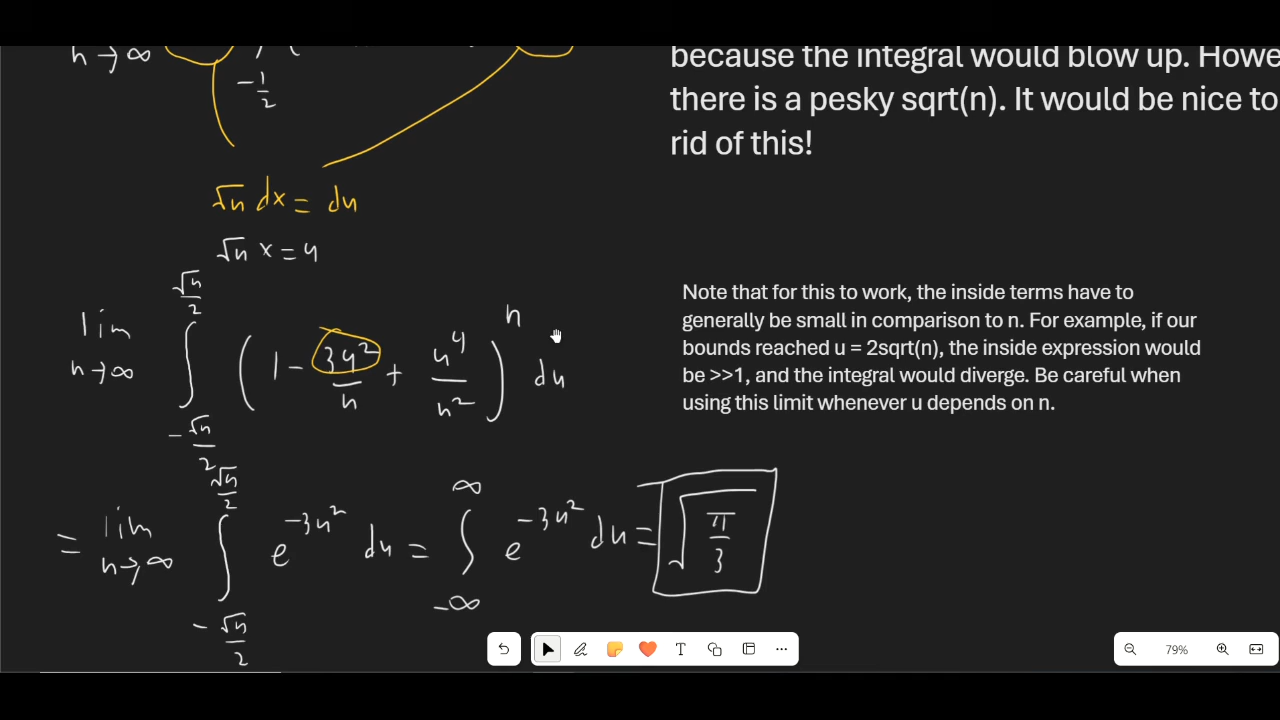 because the integral would blow up. Howe
there is a pesky sqrt(n). It would be nice to
rid of this!
n→∞
-1/2
√n dx = du
√n x = u
lim n→∞ ∫_{-√n/2}^{√n/2} (1 - 3u²/n + u⁴/n²)^n du
Note that for this to work, the inside terms have to
generally be small in comparison to n. For example, if our
bounds reached u = 2sqrt(n), the inside expression would
be >>1, and the integral would diverge. Be careful when
using this limit whenever u depends on n.
= lim n→∞ ∫_{-√n/2}^{√n/2} e^{-3u²} du = ∫_{-∞}^{∞} e^{-3u²} du = √(π/3)
T
79%